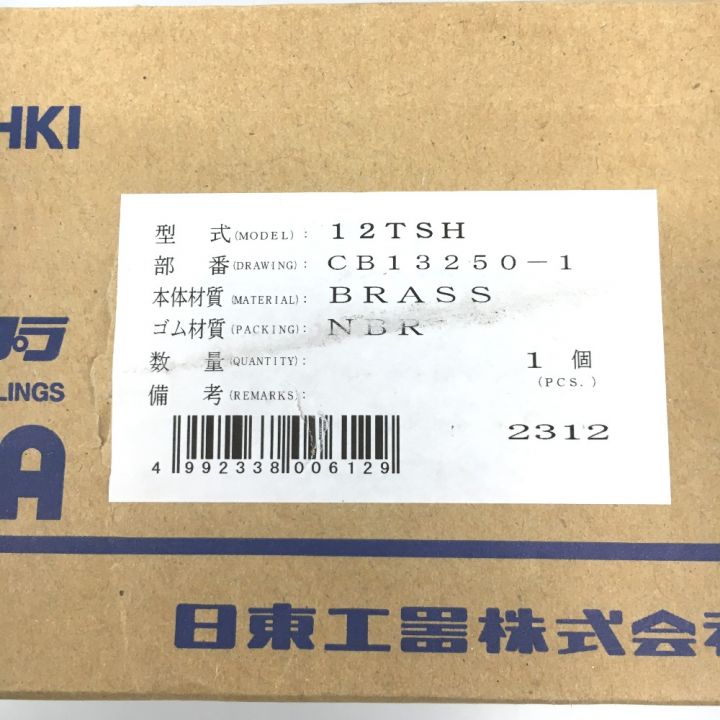 HKI
型 式 (MODEL) : 12TSH
部 番 (DRAWING) : CB13250-1
本体材質 (MATERIAL) : BRASS
ゴム材質 (PACKING) : NBR
数 量 (QUANTITY) : 1 個
(PCS.)
備 考 (REMARKS) :
LINGS
A
2312
4 992338 006129
日東工器株式会